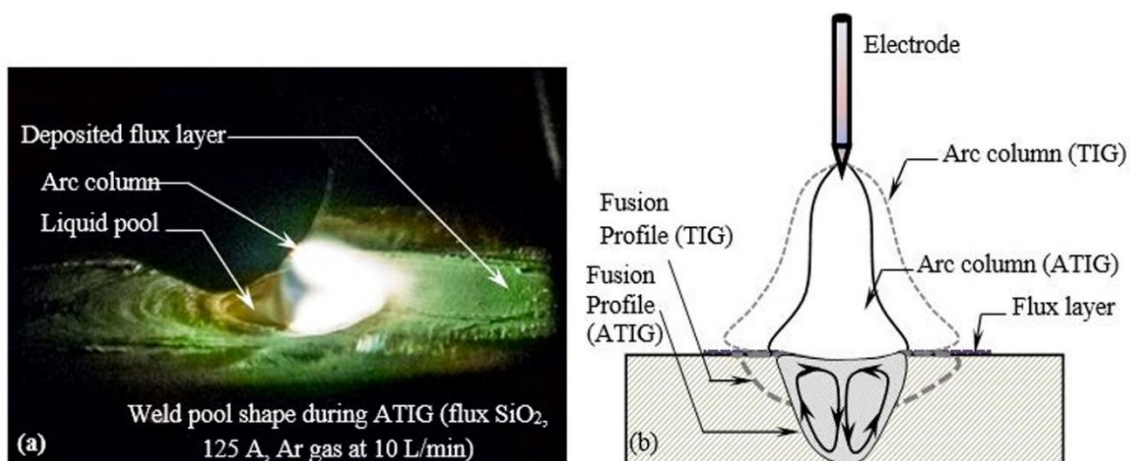 Deposited flux layer
Arc column
Liquid pool
Weld pool shape during ATIG (flux SiO₂,
125 A, Ar gas at 10 L/min)
(a)
Electrode
Arc column (TIG)
Fusion
Profile (TIG)
Fusion
Profile
(ATIG)
Arc column (ATIG)
Flux layer
(b)